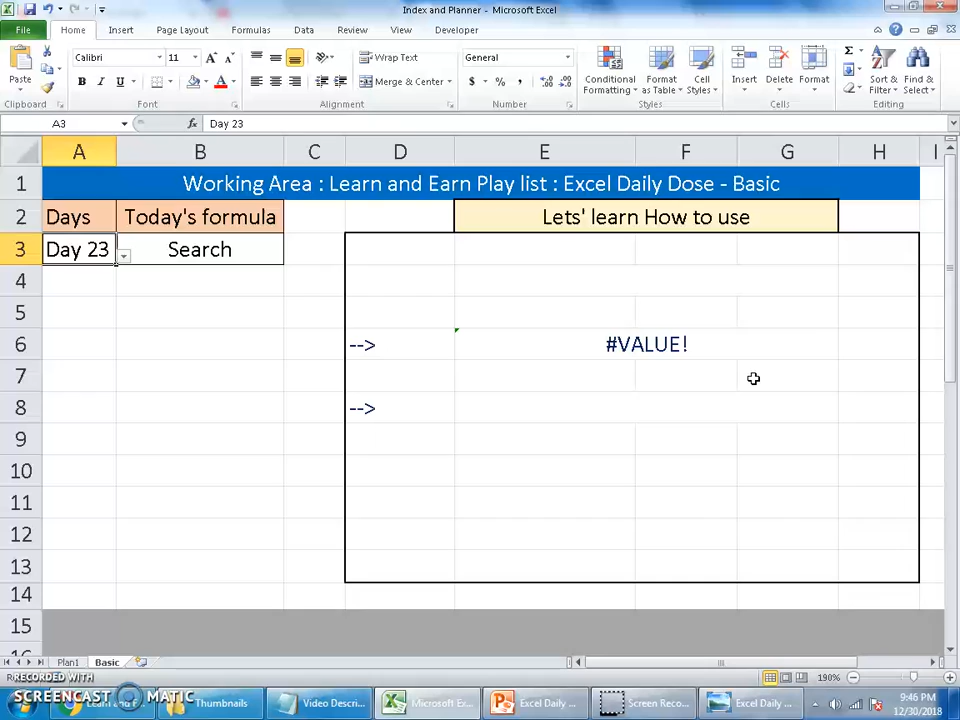 Index and Planner - Microsoft Excel
File Home Insert Page Layout Formulas Data Review View Developer
Calibri 11 Wrap Text General
Paste B I U Merge & Center $ % , Conditional Formatting Format as Table Cell Styles Insert Delete Format Sort & Filter Find & Select
Clipboard Font Alignment Number Styles Cells Editing
A3 fx Day 23
A B C D E F G H I
1 Working Area : Learn and Earn Play list : Excel Daily Dose - Basic
2 Days Today's formula Lets' learn How to use
3 Day 23 Search
4
5
6 --> #VALUE!
7
8 -->
9
10
11
12
13
14
15
Plan1 Basic
RECORDED WITH 190%
SCREENCAST MATIC Thumbnails Video Descri... Microsoft Exc... Excel Daily ... Screen Reco... Excel Daily ... 9:46 PM
12/30/2018